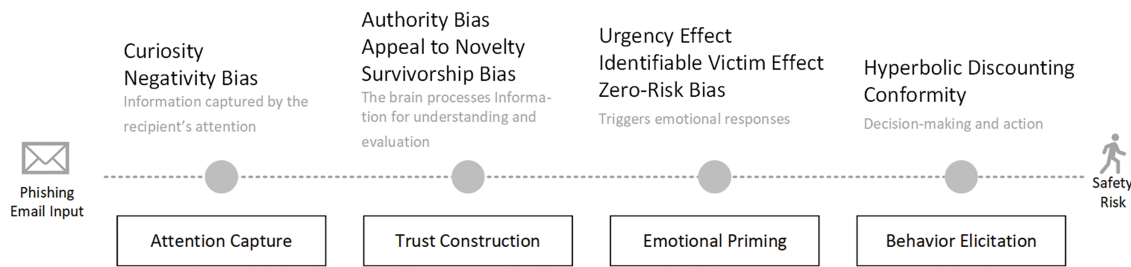 Curiosity
Negativity Bias
Information captured by the
recipient's attention
Authority Bias
Appeal to Novelty
Survivorship Bias
The brain processes Informa-
tion for understanding and
evaluation
Urgency Effect
Identifiable Victim Effect
Zero-Risk Bias
Triggers emotional responses
Hyperbolic Discounting
Conformity
Decision-making and action
Phishing
Email Input
Safety
Risk
Attention Capture
Trust Construction
Emotional Priming
Behavior Elicitation